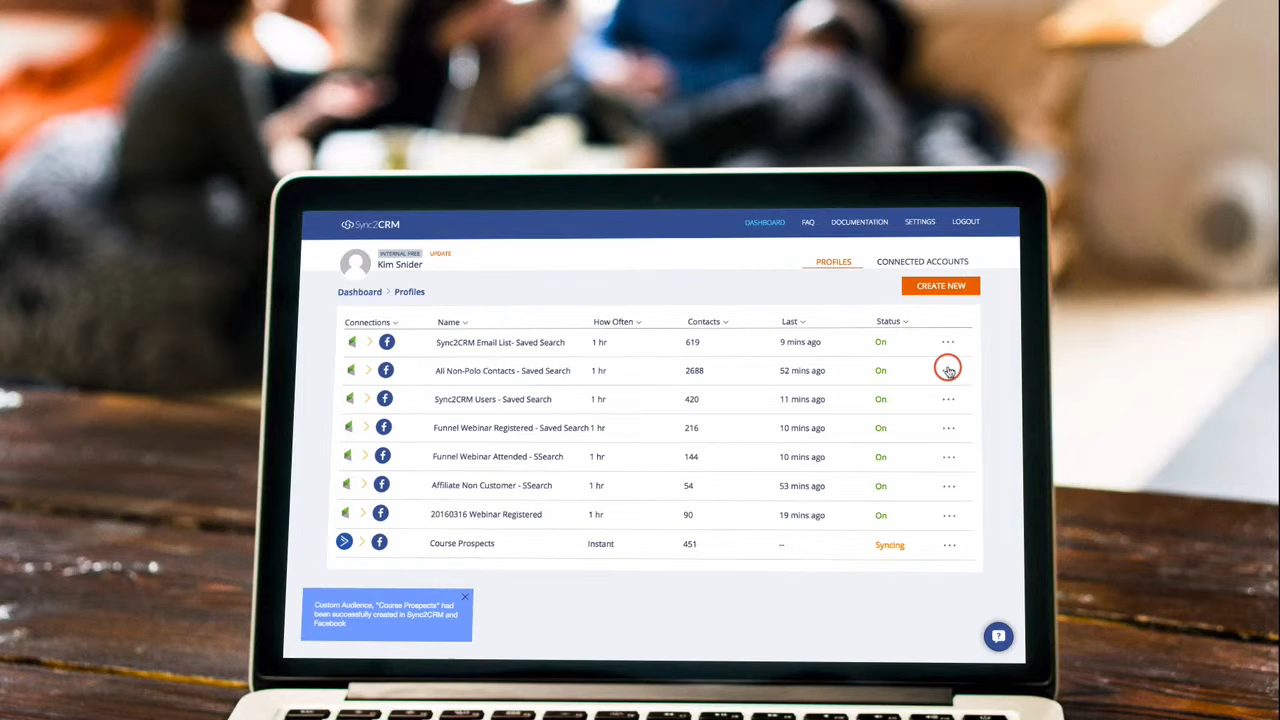 Sync2CRM
DASHBOARD FAQ DOCUMENTATION SETTINGS LOGOUT
INTERNAL FREE UPDATE
Kim Snider
PROFILES CONNECTED ACCOUNTS
Dashboard > Profiles
CREATE NEW
Connections Name How Often Contacts Last Status
Sync2CRM Email List- Saved Search 1 hr 619 9 mins ago On
All Non-Polo Contacts - Saved Search 1 hr 2688 52 mins ago On
Sync2CRM Users - Saved Search 1 hr 420 11 mins ago On
Funnel Webinar Registered - Saved Search 1 hr 216 10 mins ago On
Funnel Webinar Attended - SSearch 1 hr 144 10 mins ago On
Affiliate Non Customer - SSearch 1 hr 54 53 mins ago On
20160316 Webinar Registered 1 hr 90 19 mins ago On
Course Prospects Instant 451 -- Syncing
Custom Audience, "Course Prospects" had
been successfully created in Sync2CRM and
Facebook